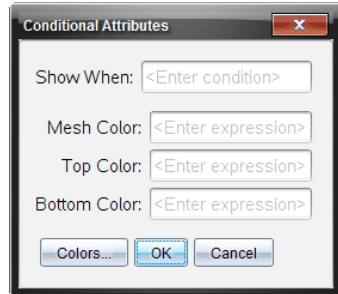 Conditional Attributes
Show When: <Enter condition>
Mesh Color: <Enter expression>
Top Color: <Enter expression>
Bottom Color: <Enter expression>
Colors... OK Cancel